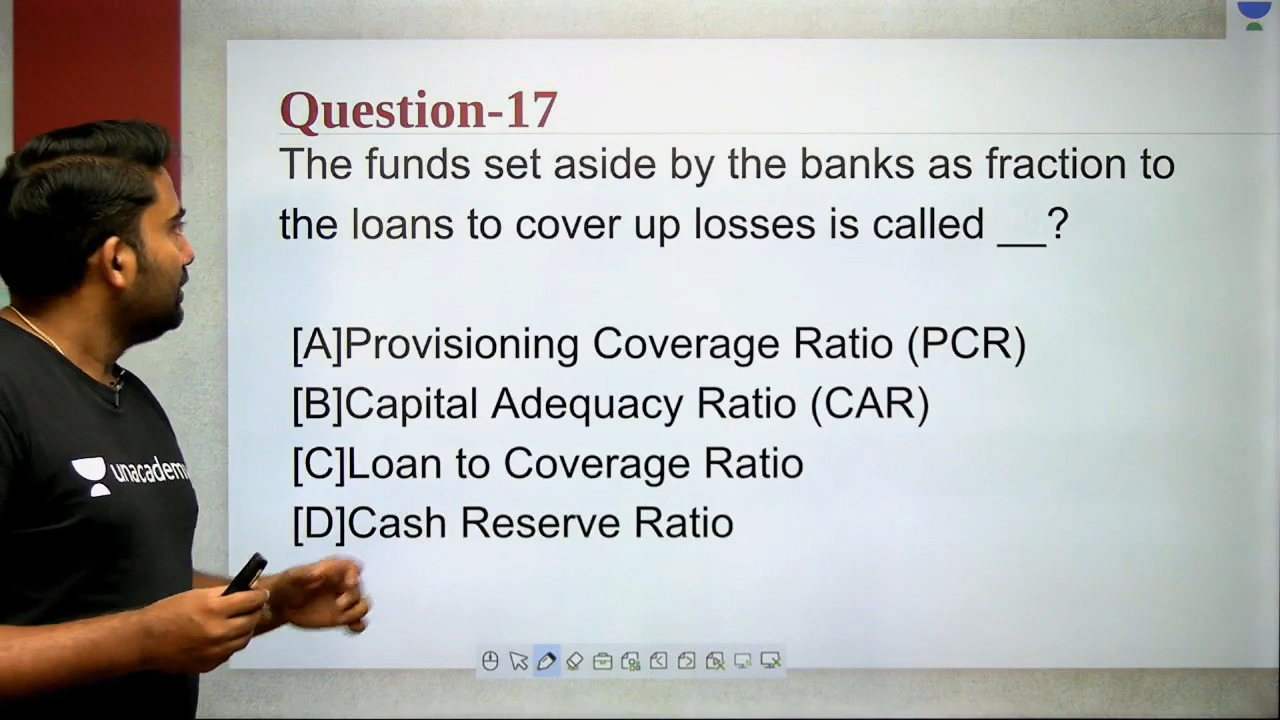 Question-17
The funds set aside by the banks as fraction to
the loans to cover up losses is called __?
[A]Provisioning Coverage Ratio (PCR)
[B]Capital Adequacy Ratio (CAR)
[C]Loan to Coverage Ratio
[D]Cash Reserve Ratio
unacademy